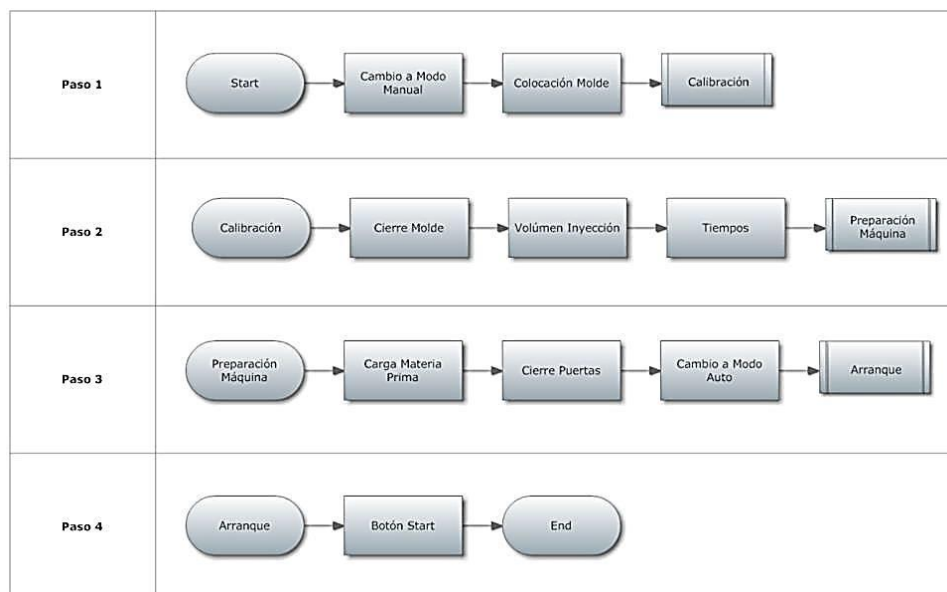 Paso 1
Start
Cambio a Modo
Manual
Colocación Molde
Calibración
Paso 2
Calibración
Cierre Molde
Volúmen Inyección
Tiempos
Preparación
Máquina
Paso 3
Preparación
Máquina
Carga Materia
Prima
Cierre Puertas
Cambio a Modo
Auto
Arranque
Paso 4
Arranque
Botón Start
End